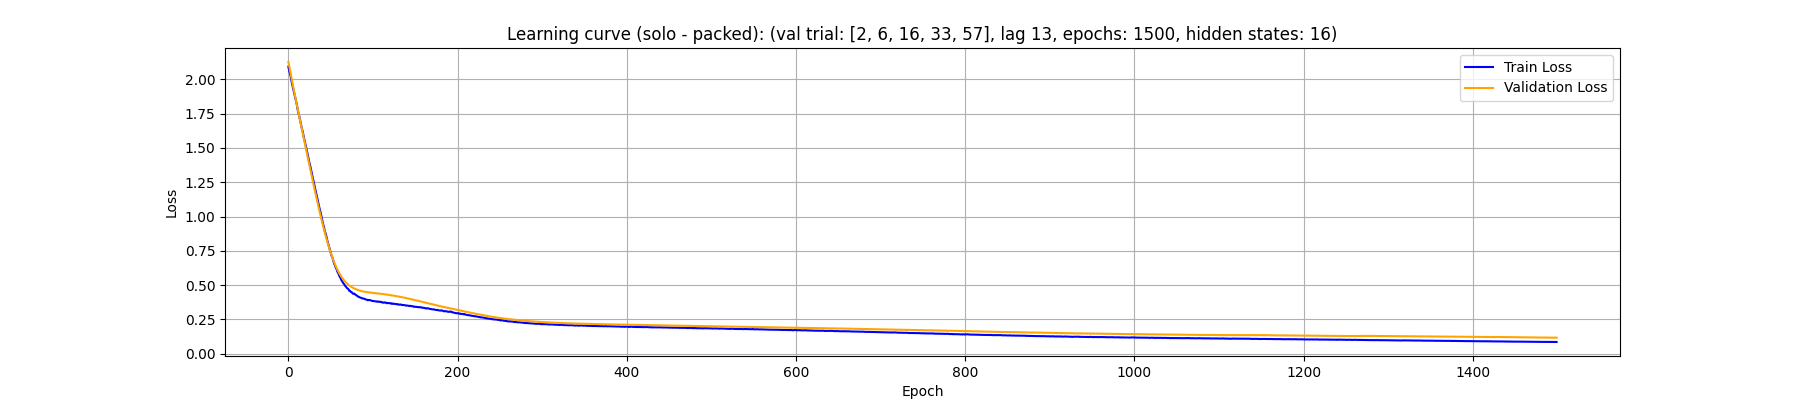 Learning curve (solo - packed): (val trial: [2, 6, 16, 33, 57], lag 13, epochs: 1500, hidden states: 16)
Train Loss
Validation Loss
2.00
1.75
1.50
1.25
1.00
0.75
0.50
0.25
0.00
Loss
0 200 400 600 800 1000 1200 1400
Epoch